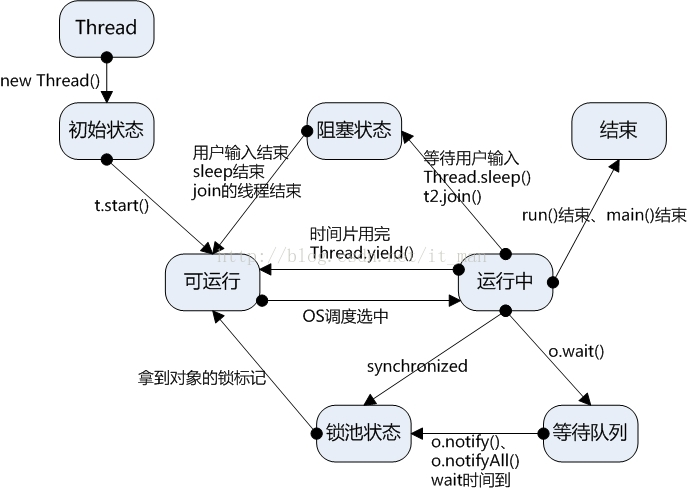 Thread
new Thread()
初始状态
阻塞状态
结束
用户输入结束
sleep结束
join的线程结束
等待用户输入
Thread.sleep()
t2.join()
t.start()
run()结束、main()结束
时间片用完
Thread.yield()
http://blog.csdn.net/it_man
可运行
运行中
OS调度选中
synchronized
o.wait()
拿到对象的锁标记
锁池状态
等待队列
o.notify()、
o.notifyAll()
wait时间到